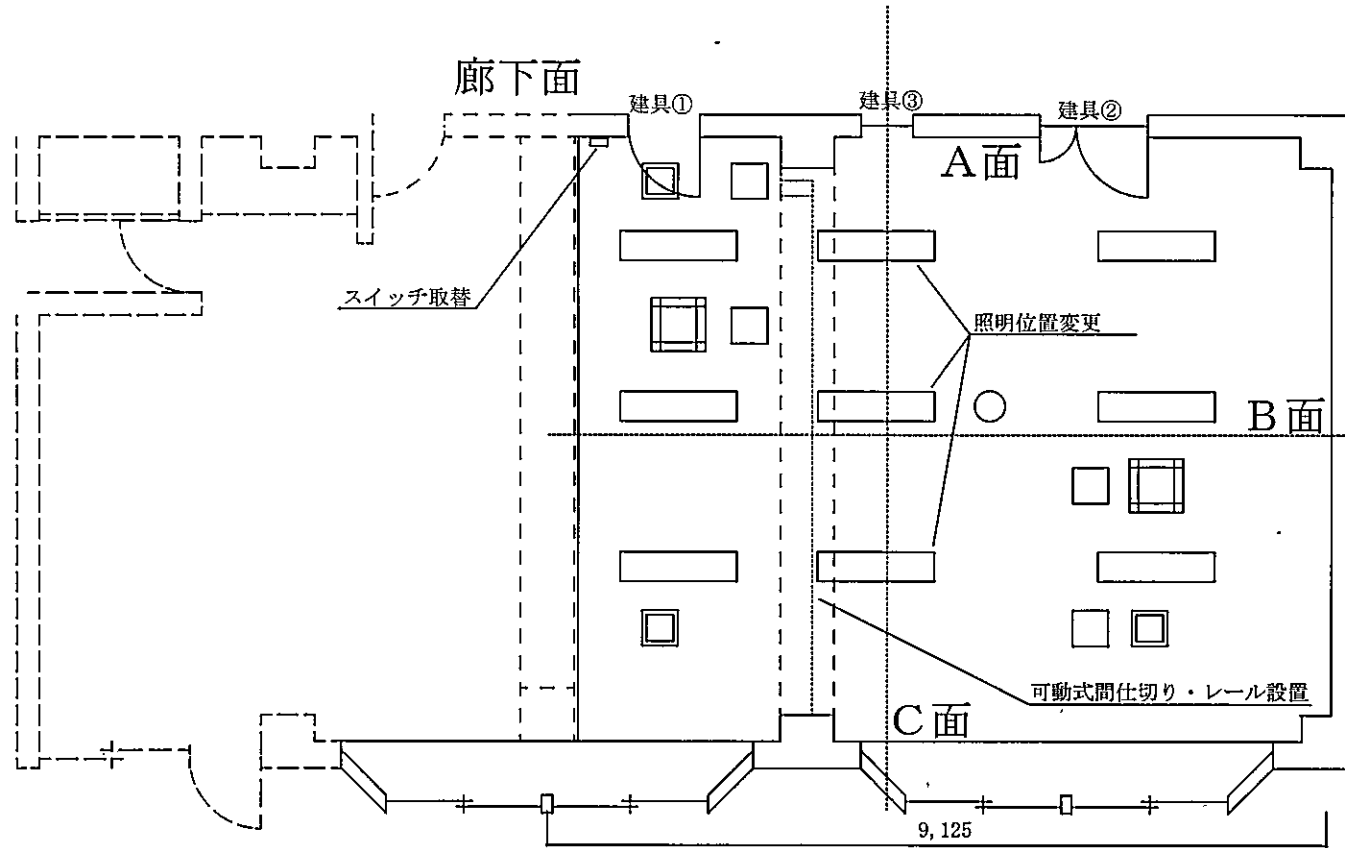 廊下面
建具①
建具③
建具②
A面
スイッチ取替
照明位置変更
B面
可動式間仕切り・レール設置
C面
9,125